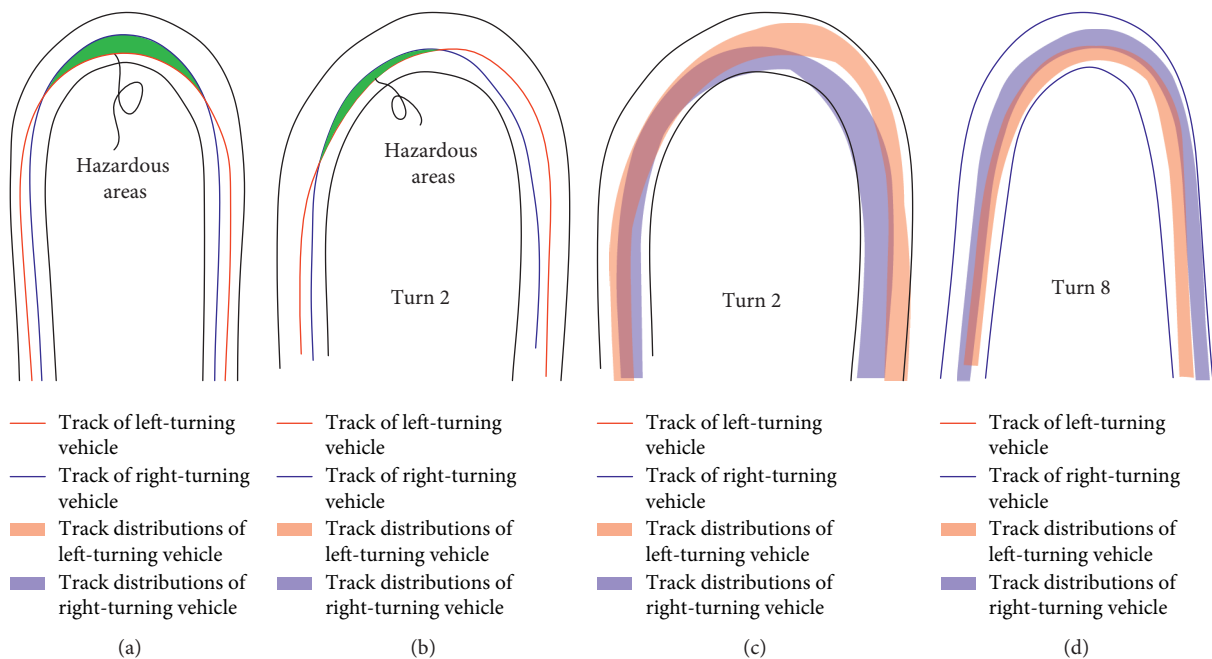 Hazardous
areas
Hazardous
areas
Turn 2
Turn 2
Turn 8
Track of left-turning
vehicle
Track of right-turning
vehicle
Track distributions of
left-turning vehicle
Track distributions of
right-turning vehicle
(a)
Track of left-turning
vehicle
Track of right-turning
vehicle
Track distributions of
left-turning vehicle
Track distributions of
right-turning vehicle
(b)
Track of left-turning
vehicle
Track of right-turning
vehicle
Track distributions of
left-turning vehicle
Track distributions of
right-turning vehicle
(c)
Track of left-turning
vehicle
Track of right-turning
vehicle
Track distributions of
left-turning vehicle
Track distributions of
right-turning vehicle
(d)